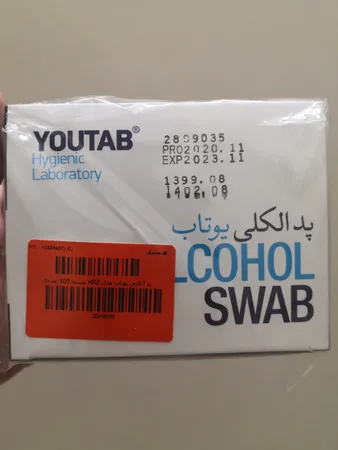 YOUTAB®
Hygienic
Laboratory
2809035
PRO2020.11
EXP2023.11
1399.08
1402.08
پد الکلی یوتاب
LCOHOL
SWAB